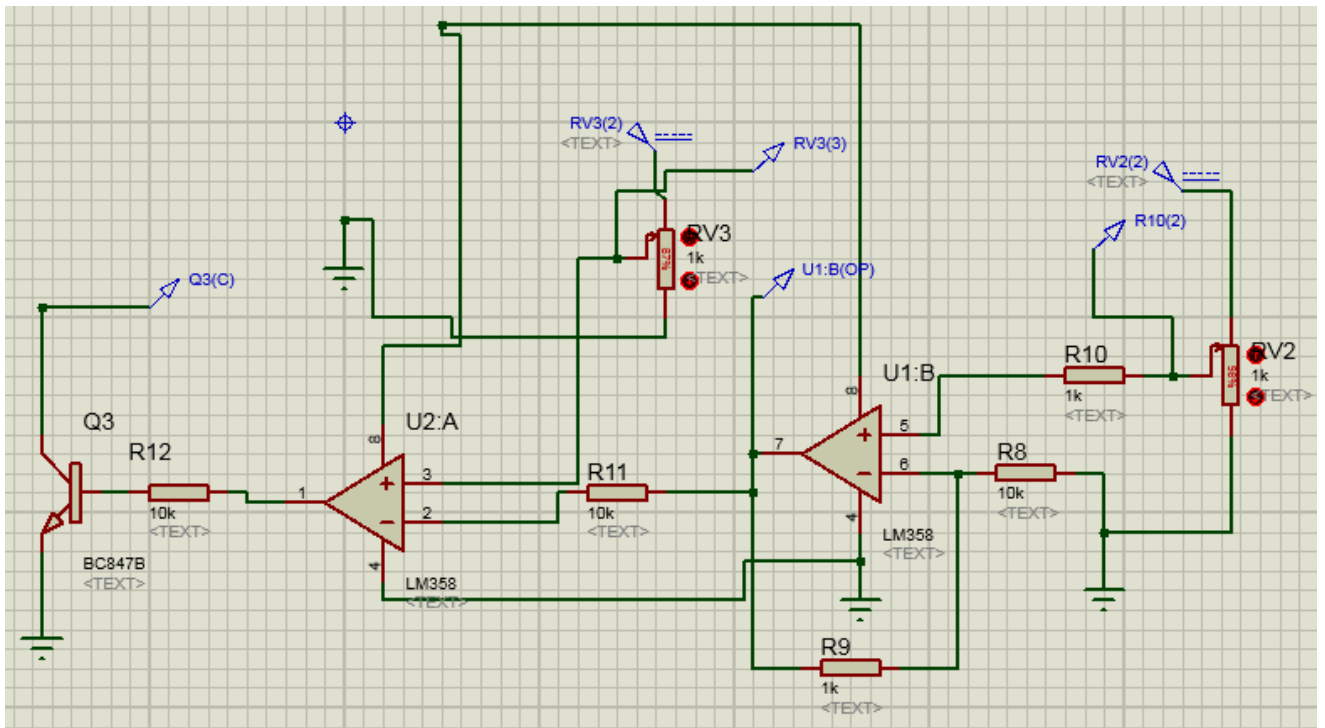 RV3(2)
<TEXT>
RV3(3)
RV2(2)
<TEXT>
R10(2)
RV3
1k
<TEXT>
87%
Q3(C)
U1:B(OP)
R10
1k
<TEXT>
RV2
1k
<TEXT>
98%
U1:B
8
5
6
7
4
LM358
<TEXT>
R8
10k
<TEXT>
Q3
BC847B
<TEXT>
R12
10k
<TEXT>
U2:A
8
3
2
1
4
LM358
<TEXT>
R11
10k
<TEXT>
R9
1k
<TEXT>